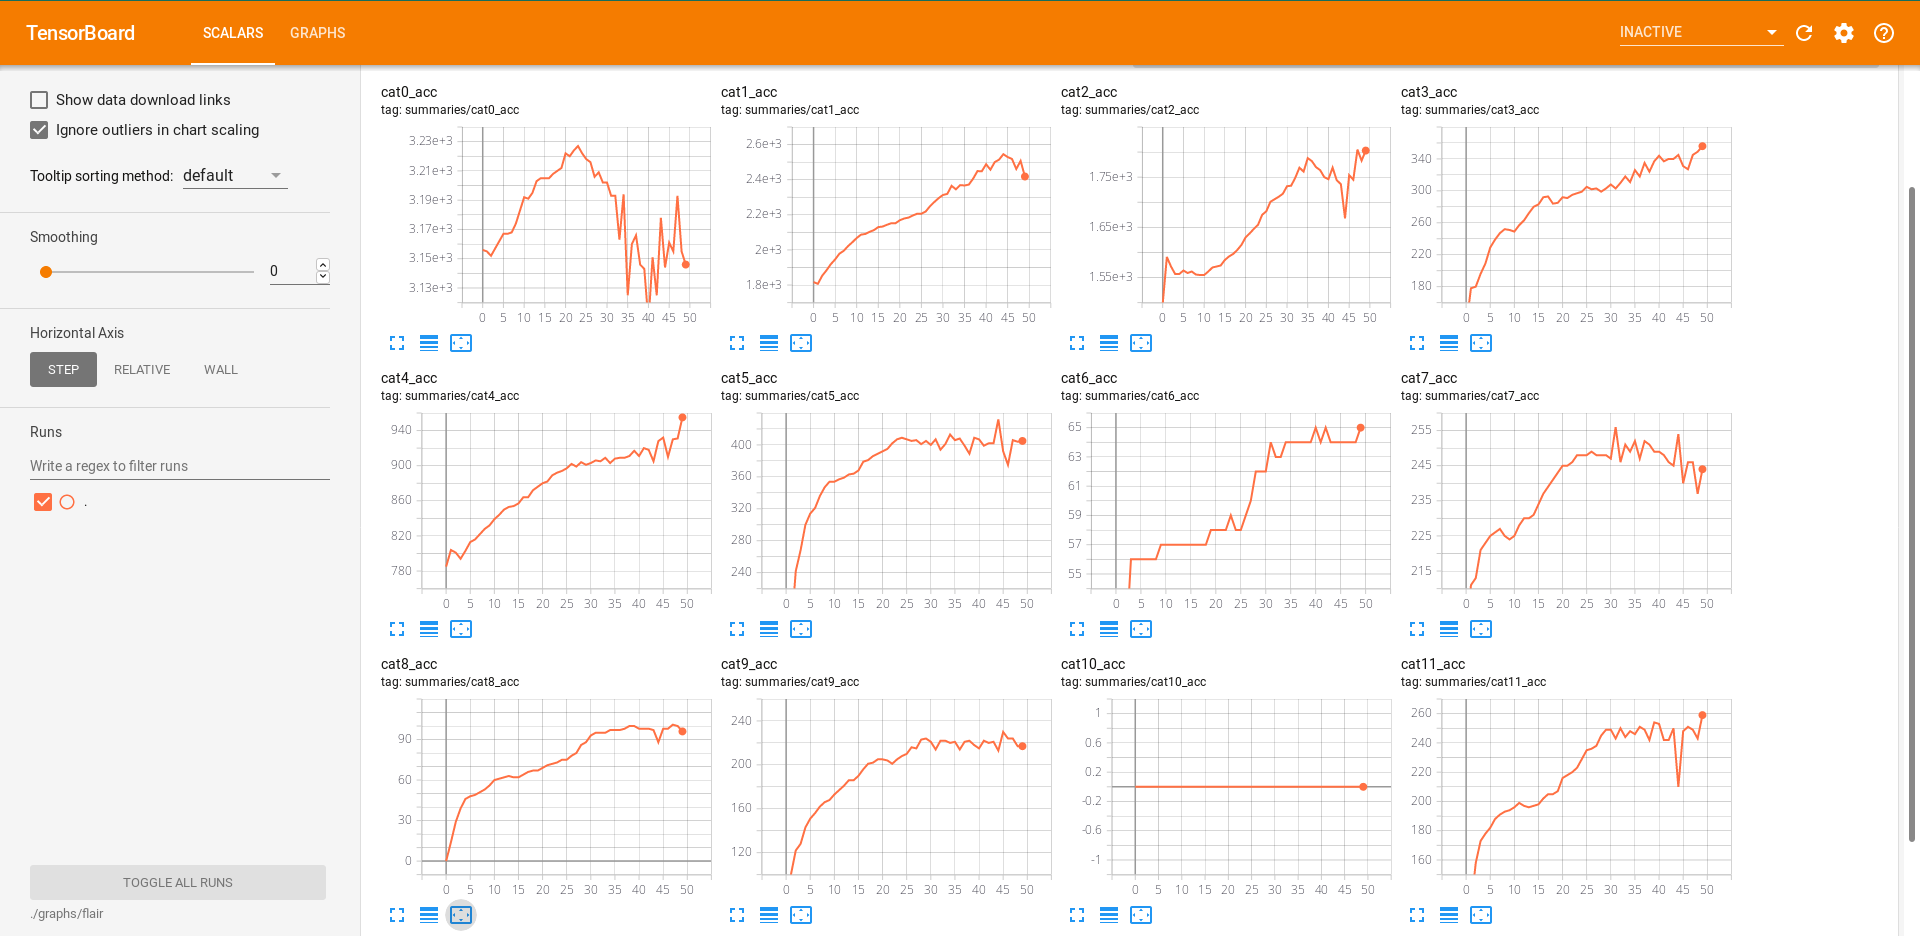 TensorBoard SCALARS GRAPHS INACTIVE
Show data download links
Ignore outliers in chart scaling
Tooltip sorting method: default
Smoothing
0
Horizontal Axis
STEP RELATIVE WALL
Runs
Write a regex to filter runs
.
TOGGLE ALL RUNS
./graphs/flair
cat0_acc
tag: summaries/cat0_acc
3.23e+3
3.21e+3
3.19e+3
3.17e+3
3.15e+3
3.13e+3
0 5 10 15 20 25 30 35 40 45 50
cat1_acc
tag: summaries/cat1_acc
2.6e+3
2.4e+3
2.2e+3
2e+3
1.8e+3
0 5 10 15 20 25 30 35 40 45 50
cat2_acc
tag: summaries/cat2_acc
1.75e+3
1.65e+3
1.55e+3
0 5 10 15 20 25 30 35 40 45 50
cat3_acc
tag: summaries/cat3_acc
340
300
260
220
180
0 5 10 15 20 25 30 35 40 45 50
cat4_acc
tag: summaries/cat4_acc
940
900
860
820
780
0 5 10 15 20 25 30 35 40 45 50
cat5_acc
tag: summaries/cat5_acc
400
360
320
280
240
0 5 10 15 20 25 30 35 40 45 50
cat6_acc
tag: summaries/cat6_acc
65
63
61
59
57
55
0 5 10 15 20 25 30 35 40 45 50
cat7_acc
tag: summaries/cat7_acc
255
245
235
225
215
0 5 10 15 20 25 30 35 40 45 50
cat8_acc
tag: summaries/cat8_acc
90
60
30
0
0 5 10 15 20 25 30 35 40 45 50
cat9_acc
tag: summaries/cat9_acc
240
200
160
120
0 5 10 15 20 25 30 35 40 45 50
cat10_acc
tag: summaries/cat10_acc
1
0.6
0.2
-0.2
-0.6
-1
0 5 10 15 20 25 30 35 40 45 50
cat11_acc
tag: summaries/cat11_acc
260
240
220
200
180
160
0 5 10 15 20 25 30 35 40 45 50